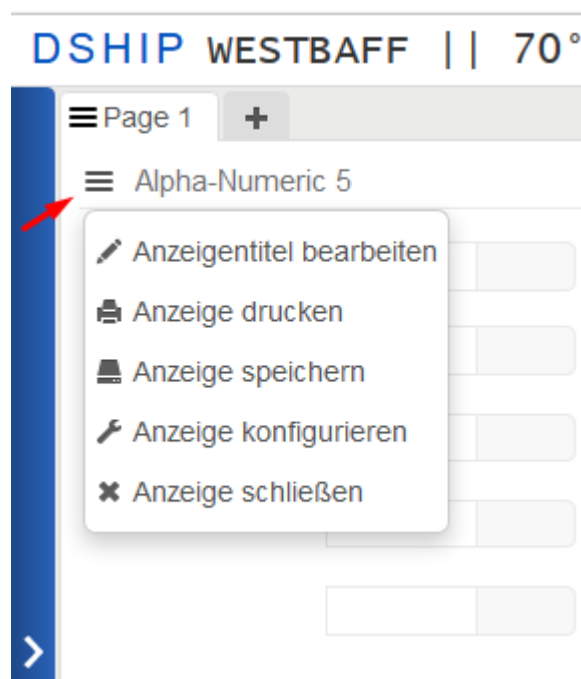 DSHIP WESTBAFF || 70°
Page 1
Alpha-Numeric 5
Anzeigentitel bearbeiten
Anzeige drucken
Anzeige speichern
Anzeige konfigurieren
Anzeige schließen